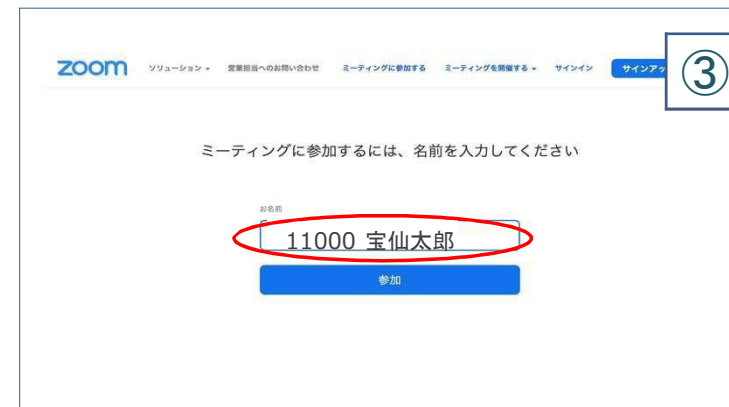 zoom ソリューション 営業担当へのお問い合わせ ミーティングに参加する ミーティングを開催する サインイン サインアッ
③
ミーティングに参加するには、名前を入力してください
お名前
11000 宝仙太郎
参加